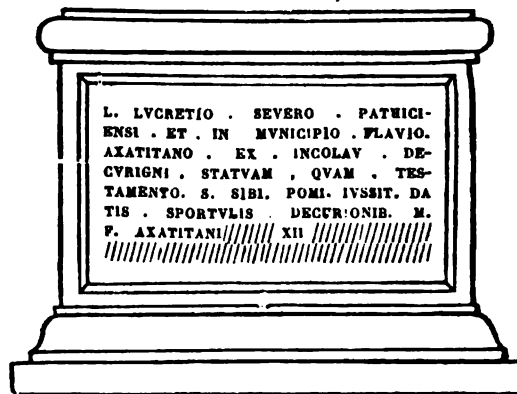 L. LVCRETIO . SEVERO . PATRICI-
ENSI . ET . IN MVNICIPIO . FLAVIO.
AXATITANO . EX . INCOLAV . DE-
CVRIGNI . STATVAM , QVAM . TES-
TAMENTO. S. SIBI. POMI. IVSSIT. DA
TIS . SPORTVLIS DECURIONIB. M.
F. AXATITANI//////// XII ////////////////
////////////////////////////////////////////